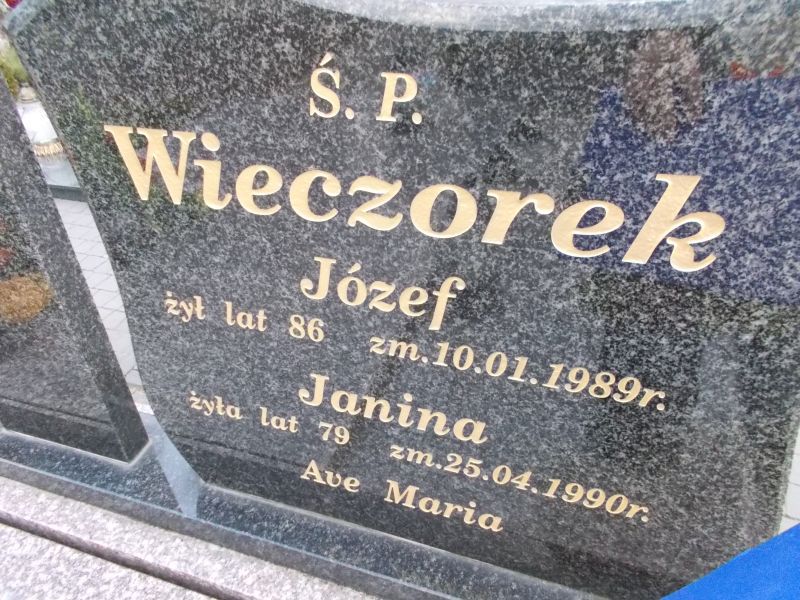 Ś. P.
Wieczorek
Józef
żył lat 86 zm.10.01.1989r.
Janina
żyła lat 79 zm.25.04.1990r.
Ave Maria